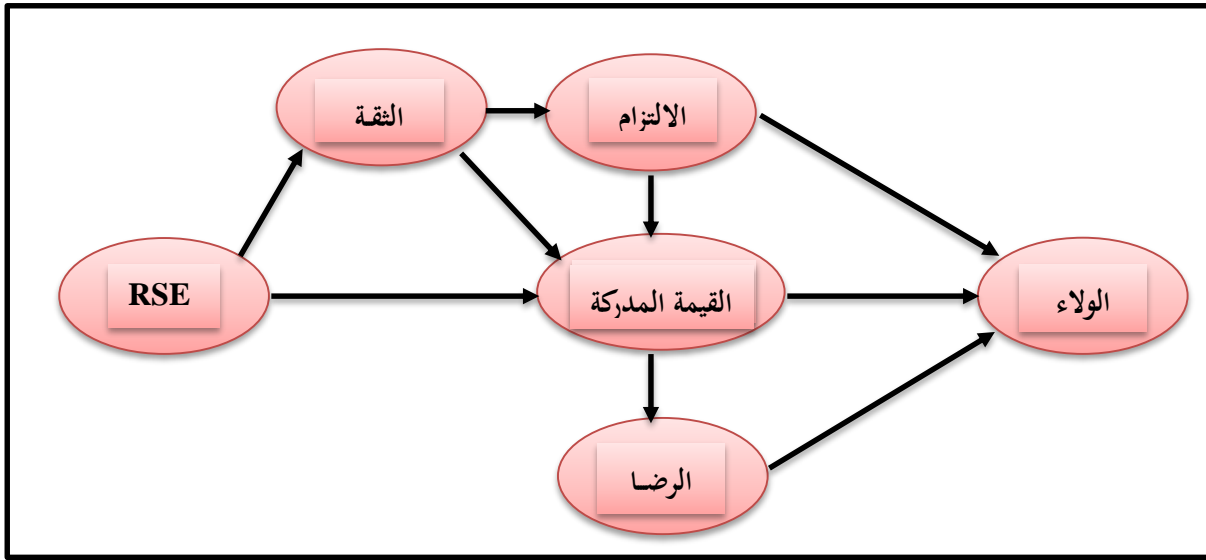 الثقة
الالتزام
RSE
القيمة المدركة
الولاء
الرضا